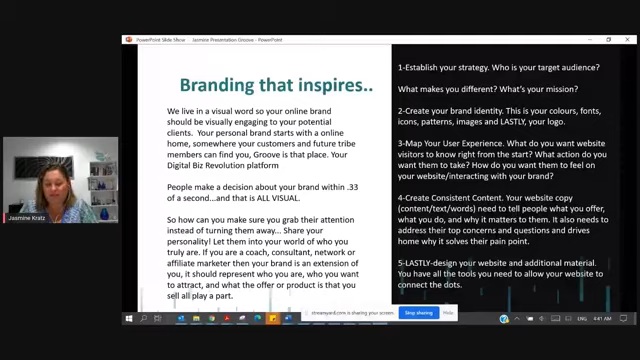 PowerPoint Slide Show - Jasmine Presentation Groove - PowerPoint
Branding that inspires..
We live in a visual word so your online brand
should be visually engaging to your potential
clients. Your personal brand starts with a online
home, somewhere your customers and future tribe
members can find you, Groove is that place. Your
Digital Biz Revolution platform
People make a decision about your brand within .33
of a second...and that is ALL VISUAL.
So how can you make sure you grab their attention
instead of turning them away... Share your
personality! Let them into your world of who you truly
are. If you are a coach, consultant, network or
affiliate marketer then your brand is an extension of
you, it should represent who you are, who you want
to attract, and what the offer or product is that you
sell all play a part.
1-Establish your strategy. Who is your target audience?
What makes you different? What's your mission?
2-Create your brand identity. This is your colours, fonts,
icons, patterns, images and LASTLY, your logo.
3-Map Your User Experience. What do you want website
visitors to know right from the start? What action do you
want them to take? How do you want them to feel on
your website/interacting with your brand?
4-Create Consistent Content. Your website copy
(content/text/words) need to tell people what you offer,
what you do, and why it matters to them. It also needs to
address their top concerns and questions and drives
home why it solves their pain point.
5-LASTLY-design your website and additional material.
You have all the tools you need to allow your website to
connect the dots.
Jasmine Kratz
streamyard.com is sharing your screen.
Stop sharing
Hide
ENG
4:41 AM